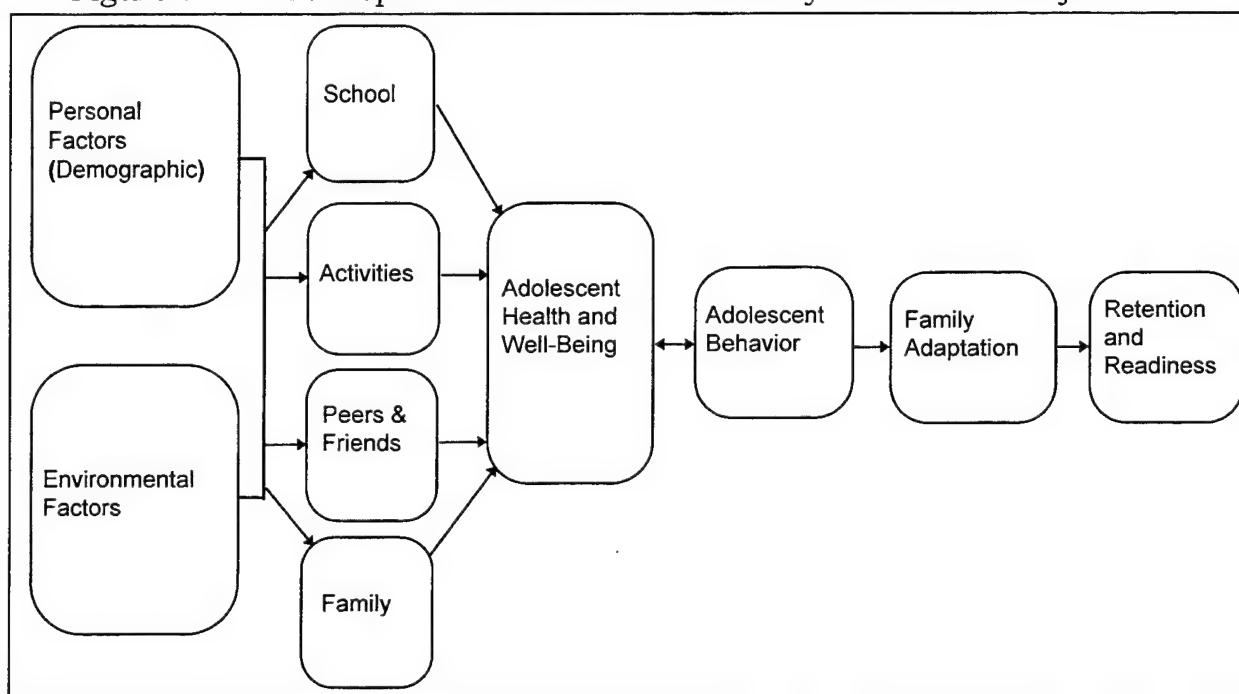 Personal
Factors
(Demographic)
Environmental
Factors
School
Activities
Peers &
Friends
Family
Adolescent
Health and
Well-Being
Adolescent
Behavior
Family
Adaptation
Retention
and
Readiness